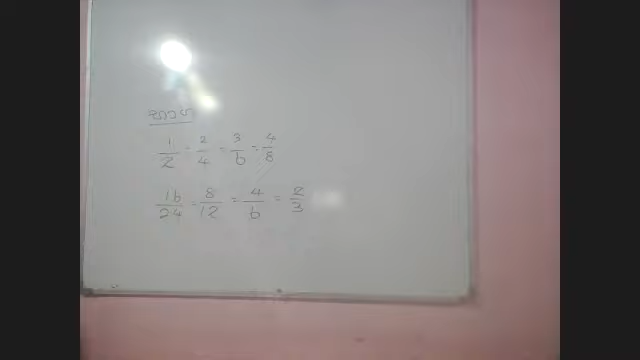 භාග
1/2 = 2/4 = 3/6 = 4/8
16/24 = 8/12 = 4/6 = 2/3